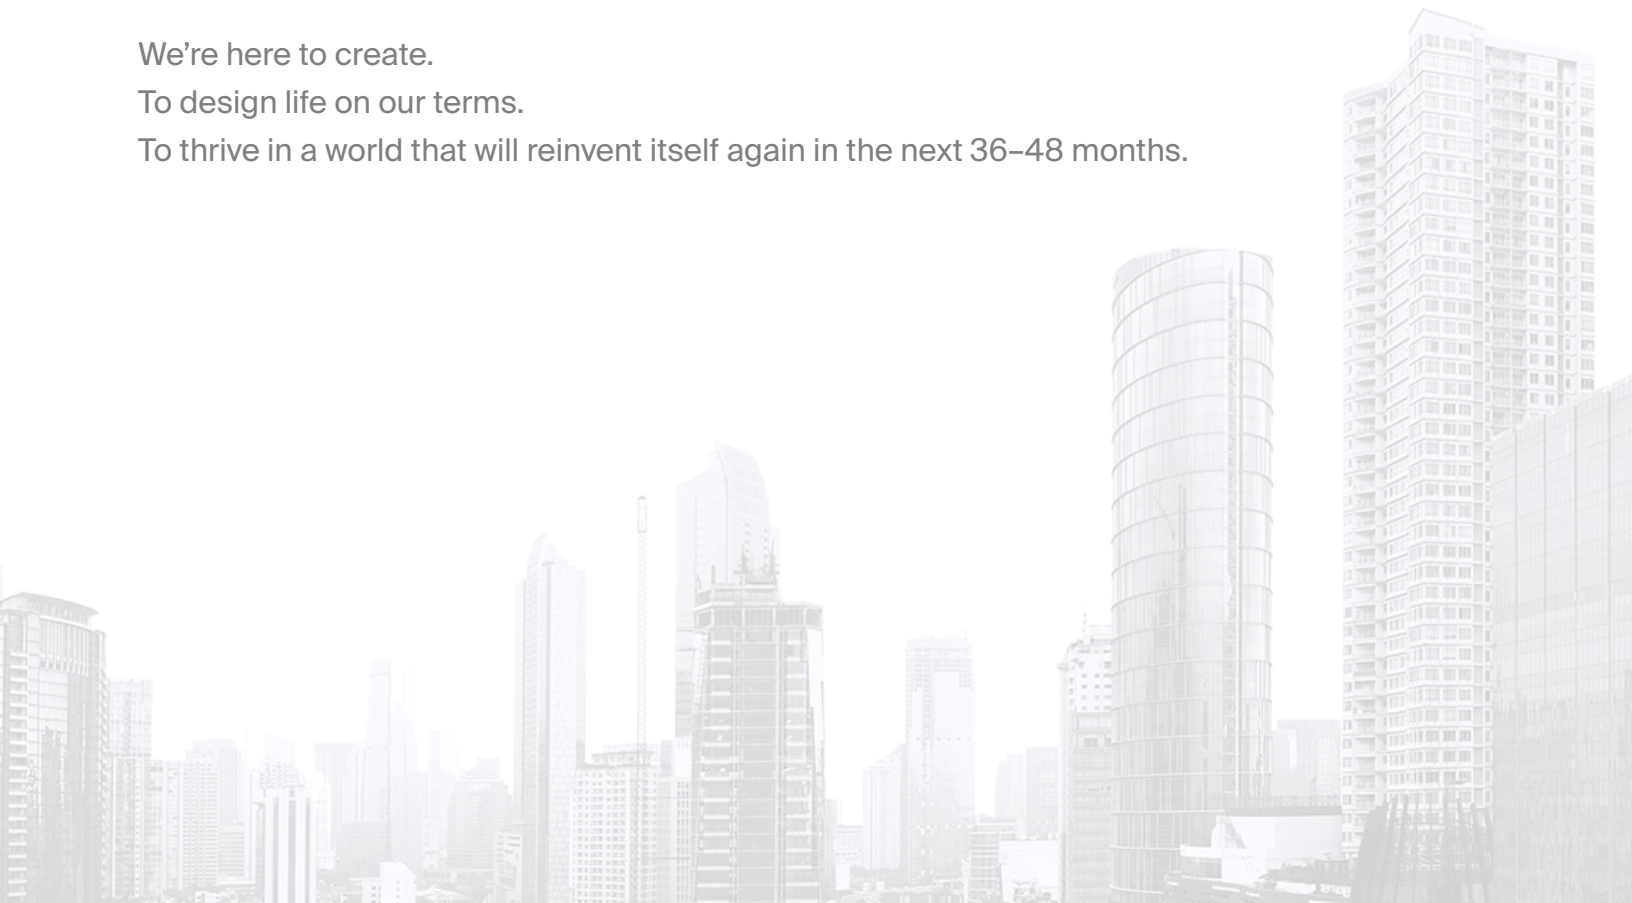 We’re here to create.
To design life on our terms.
To thrive in a world that will reinvent itself again in the next 36–48 months.